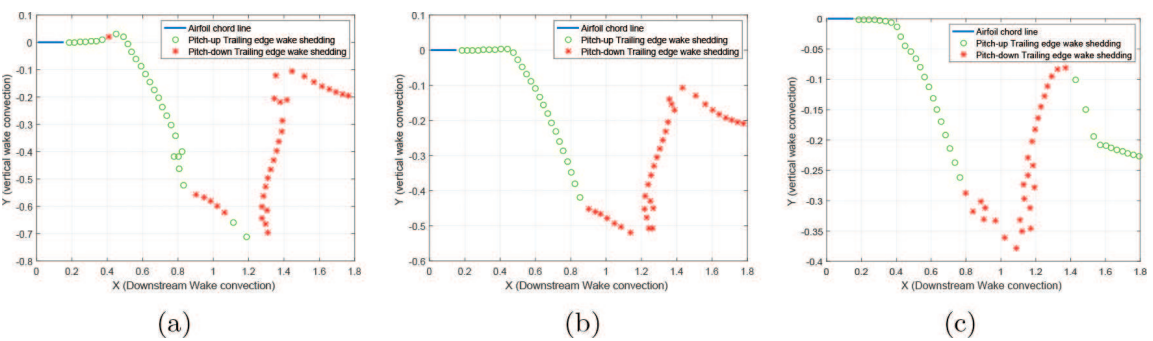 0.1
0
-0.1
-0.2
-0.3
-0.4
-0.5
-0.6
-0.7
-0.8
Y (vertical wake convection)
Airfoil chord line
Pitch-up Trailing edge wake shedding
Pitch-down Trailing edge wake shedding
0 0.2 0.4 0.6 0.8 1 1.2 1.4 1.6 1.8
X (Downstream Wake convection)
(a)
0.1
0
-0.1
-0.2
-0.3
-0.4
-0.5
-0.6
Y (vertical wake convection)
Airfoil chord line
Pitch-up Trailing edge wake shedding
Pitch-down Trailing edge wake shedding
0 0.2 0.4 0.6 0.8 1 1.2 1.4 1.6 1.8
X (Downstream Wake convection)
(b)
0
-0.05
-0.1
-0.15
-0.2
-0.25
-0.3
-0.35
-0.4
Y (vertical wake convection)
Airfoil chord line
Pitch-up Trailing edge wake shedding
Pitch-down Trailing edge wake shedding
0 0.2 0.4 0.6 0.8 1 1.2 1.4 1.6 1.8
X (Downstream Wake convection)
(c)